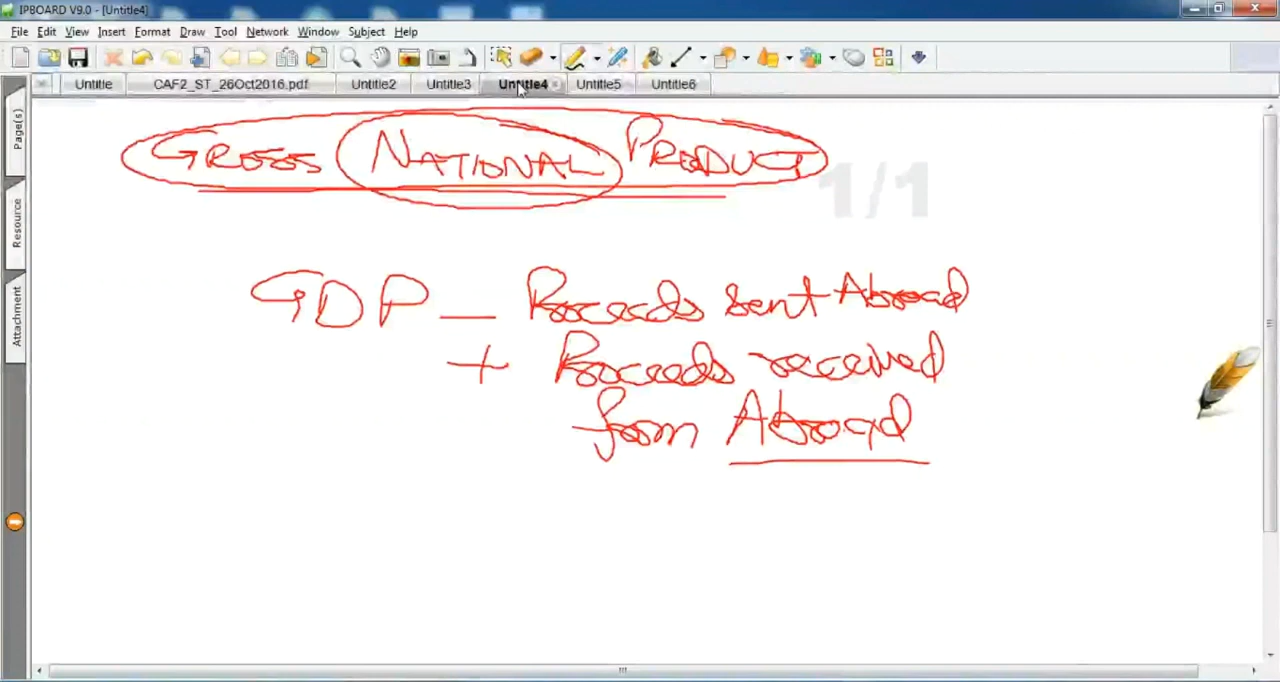 IPBOARD V9.0 - [Untitle4]
File Edit View Insert Format Draw Tool Network Window Subject Help
Untitle CAF2_ST_26Oct2016.pdf Untitle2 Untitle3 Untitle4 Untitle5 Untitle6
Page(s)
Resource
Attachment
GROSS NATIONAL PRODUCT
1/1
GDP - Proceeds sent Abroad
+ Proceeds received
from Abroad